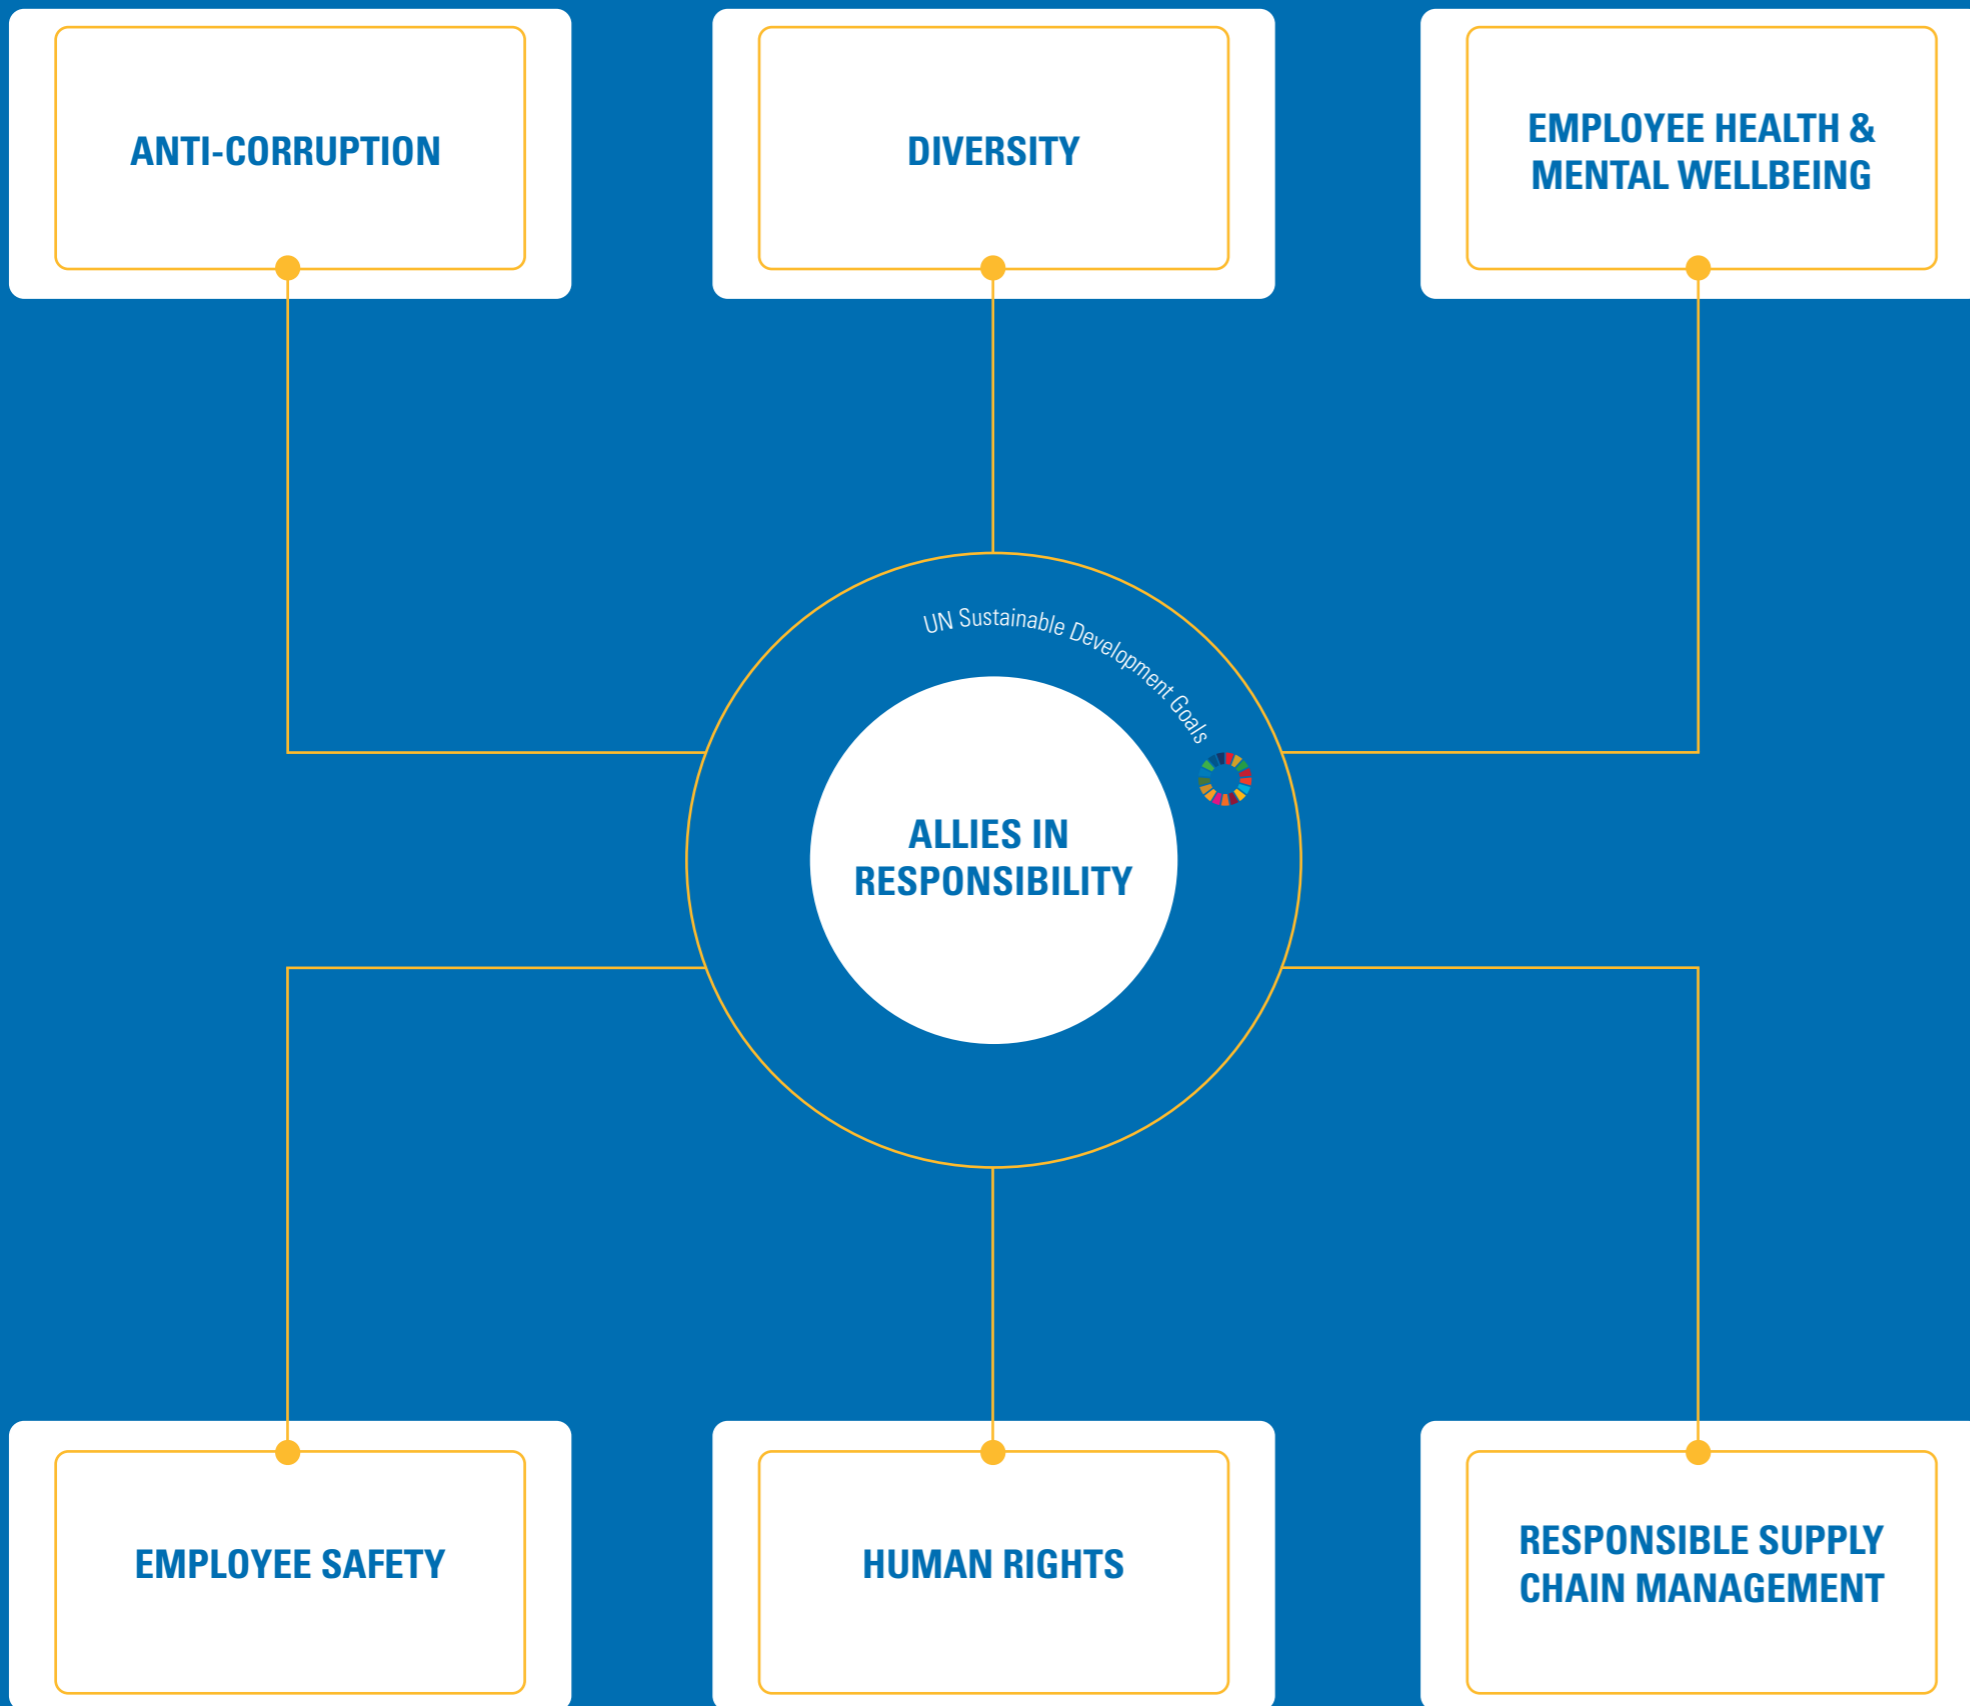 ANTI-CORRUPTION
DIVERSITY
EMPLOYEE HEALTH &
MENTAL WELLBEING
UN Sustainable Development Goals
ALLIES IN
RESPONSIBILITY
EMPLOYEE SAFETY
HUMAN RIGHTS
RESPONSIBLE SUPPLY
CHAIN MANAGEMENT